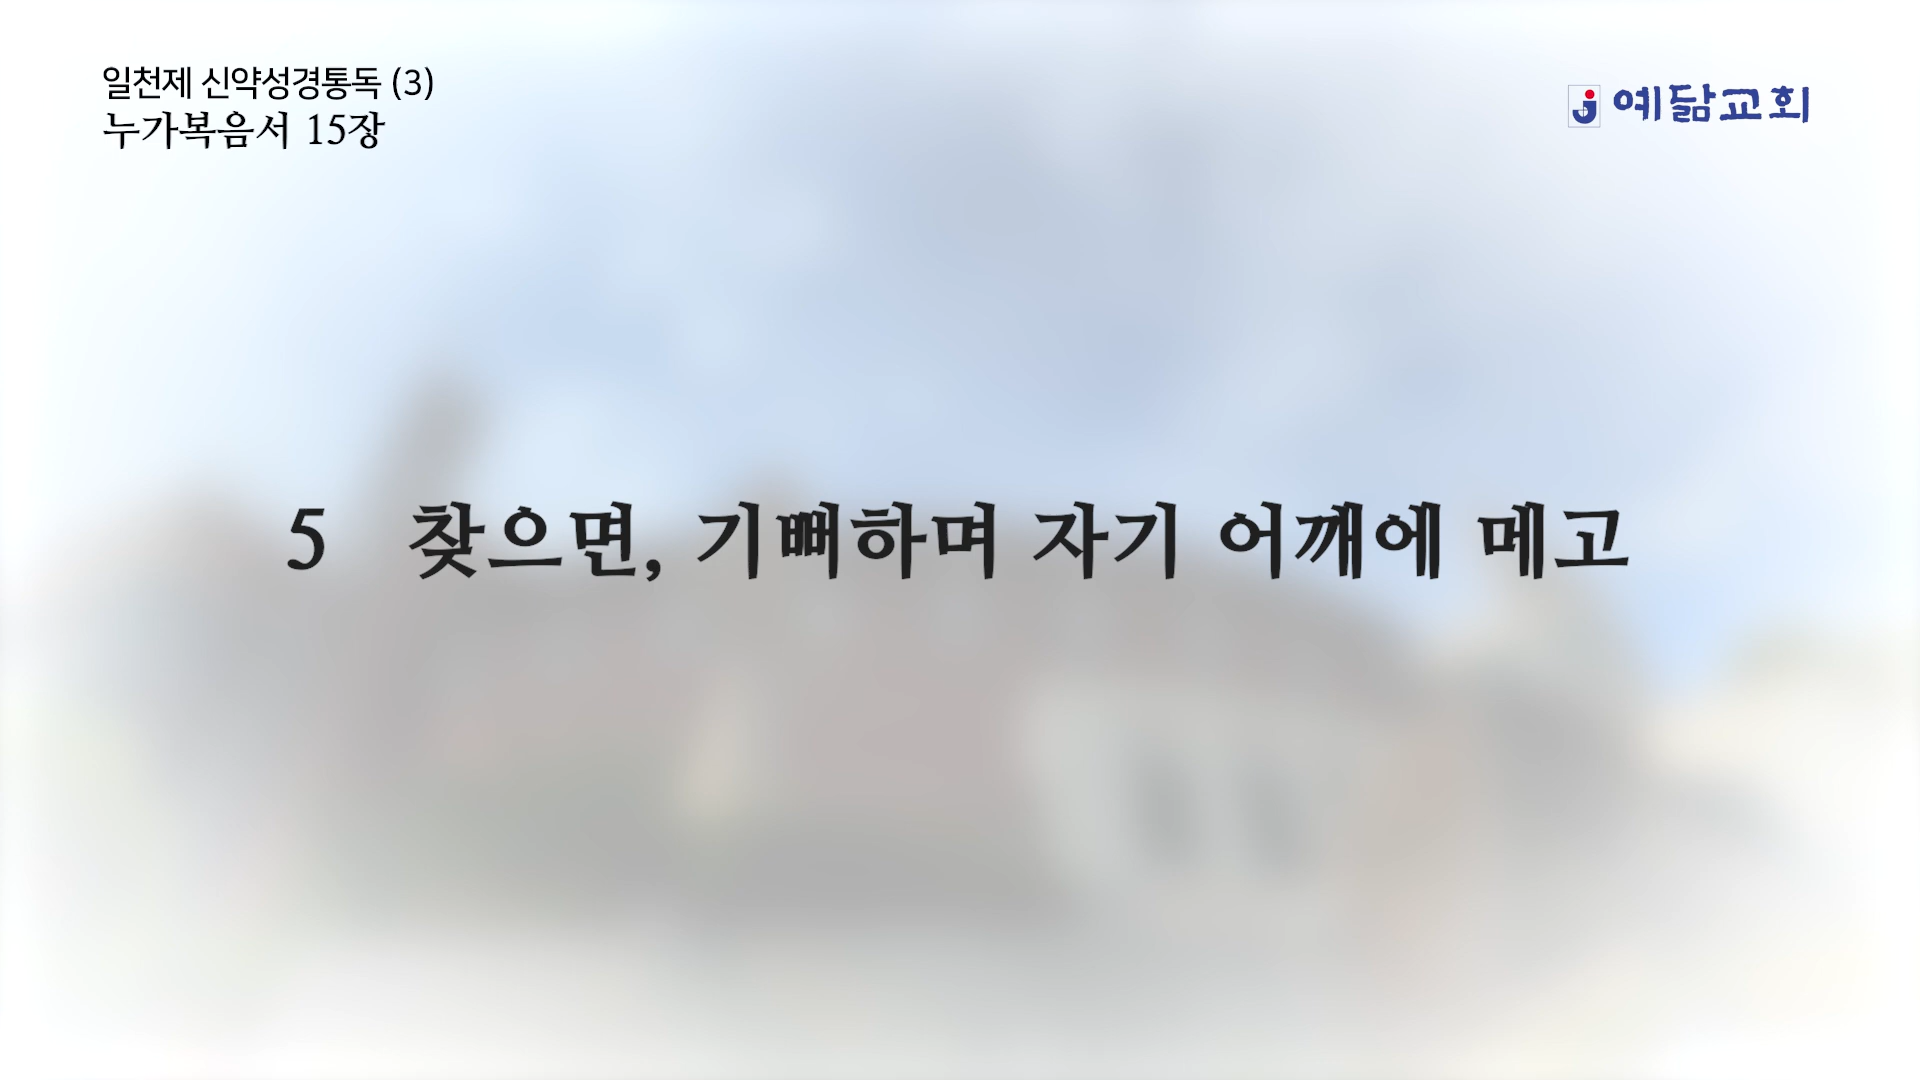 일천제 신약성경통독 (3)
누가복음서 15장
예닮교회
5 찾으면, 기뻐하며 자기 어깨에 메고